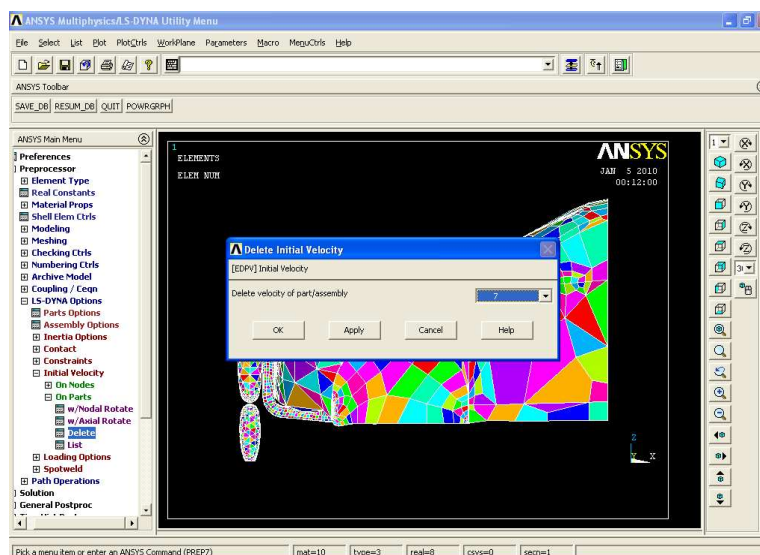 ANSYS Multiphysics/LS-DYNA Utility Menu
File Select List Plot PlotCtrls WorkPlane Parameters Macro MenuCtrls Help
ANSYS Toolbar
SAVE_DB RESUM_DB QUIT POWRGRPH
ANSYS Main Menu
Preferences
Preprocessor
Element Type
Real Constants
Material Props
Shell Elem Ctrls
Modeling
Meshing
Checking Ctrls
Numbering Ctrls
Archive Model
Coupling / Ceqn
LS-DYNA Options
Parts Options
Assembly Options
Inertia Options
Contact
Constraints
Initial Velocity
On Nodes
On Parts
w/Nodal Rotate
w/Axial Rotate
Delete
List
Loading Options
Spotweld
Path Operations
Solution
General Postproc
1
ELEMENTS
ELEM NUM
ANSYS
JAN 5 2010
00:12:00
Delete Initial Velocity
[EDPV] Initial Velocity
Delete velocity of part/assembly
7
OK Apply Cancel Help
Z
Y X
1
Pick a menu item or enter an ANSYS Command (PREP7)
mat=10 type=3 real=8 csys=0 secn=1